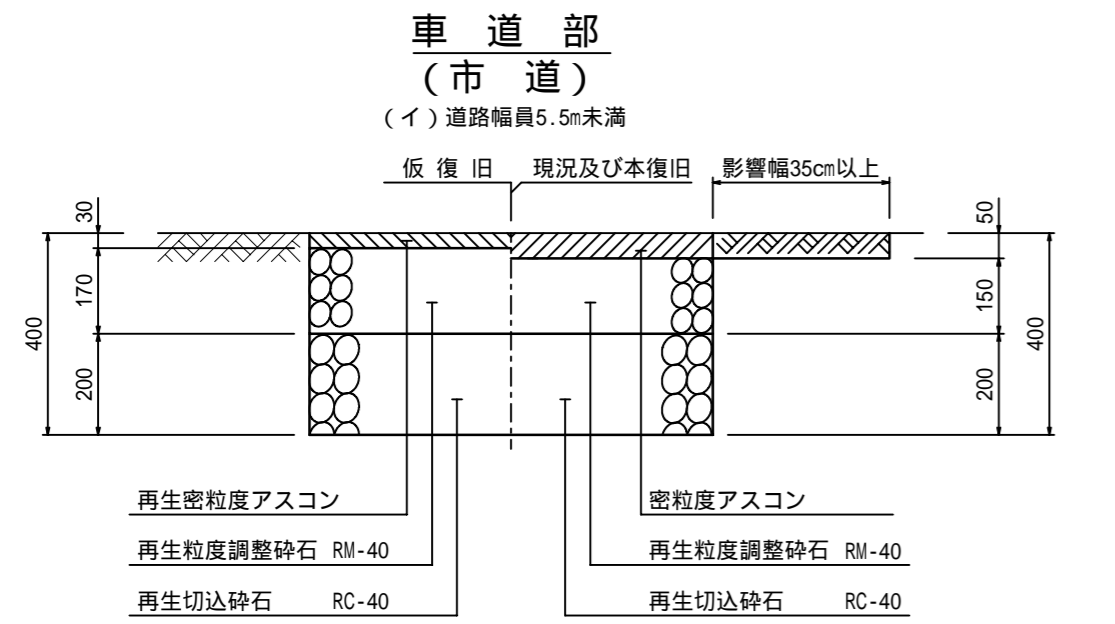 車 道 部
(市 道)
(イ)道路幅員5.5m未満
仮 復 旧
現況及び本復旧
影響幅35㎝以上
30
170
200
400
50
150
200
400
再生密粒度アスコン
密粒度アスコン
再生粒度調整砕石 RM-40
再生粒度調整砕石 RM-40
再生切込砕石 RC-40
再生切込砕石 RC-40